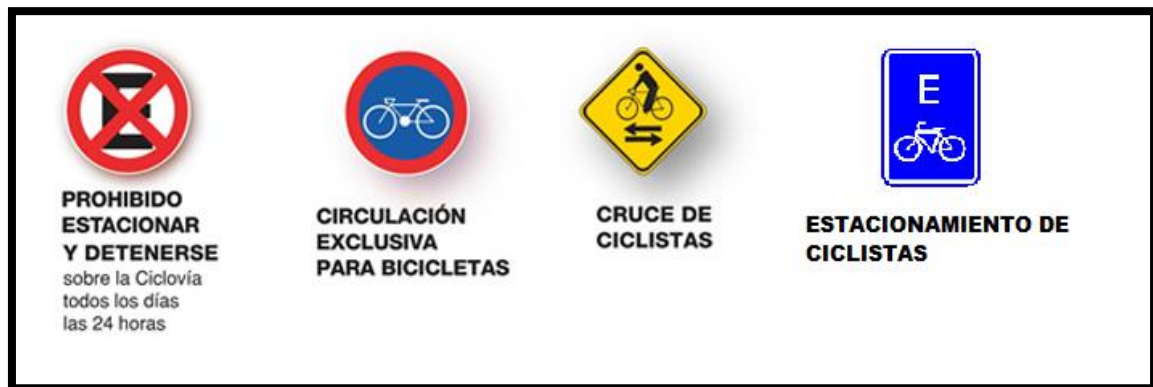 E
PROHIBIDO
ESTACIONAR
Y DETENERSE
sobre la Ciclovía
todos los días
las 24 horas
CIRCULACIÓN
EXCLUSIVA
PARA BICICLETAS
CRUCE DE
CICLISTAS
E
ESTACIONAMIENTO DE
CICLISTAS